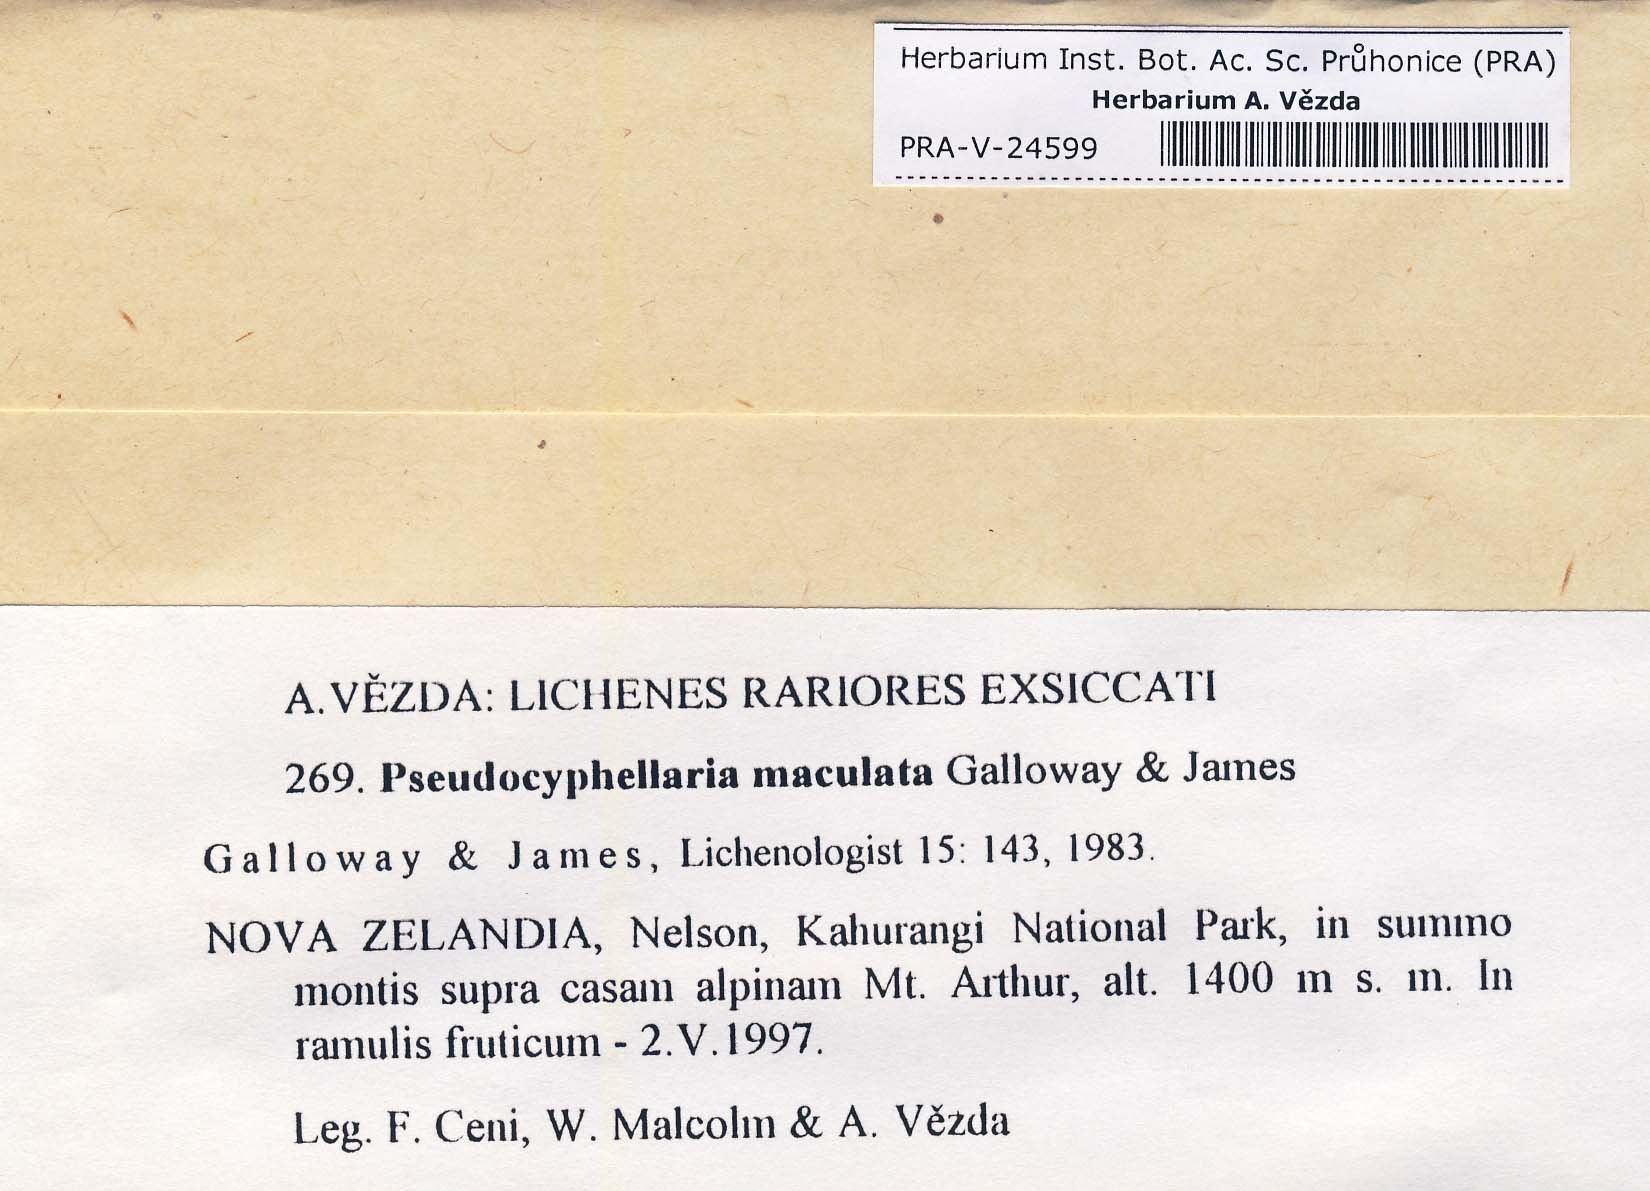 Herbarium Inst. Bot. Ac. Sc. Průhonice (PRA)
Herbarium A. Vězda
PRA-V-24599
A. VĚZDA: LICHENES RARIORES EXSICCATI
269. Pseudocyphellaria maculata Galloway & James
Galloway & James, Lichenologist 15: 143, 1983.
NOVA ZELANDIA, Nelson, Kahurangi National Park, in summo
montis supra casam alpinam Mt. Arthur, alt. 1400 m s. m. In
ramulis fruticum - 2.V.1997.
Leg. F. Ceni, W. Malcolm & A. Vězda